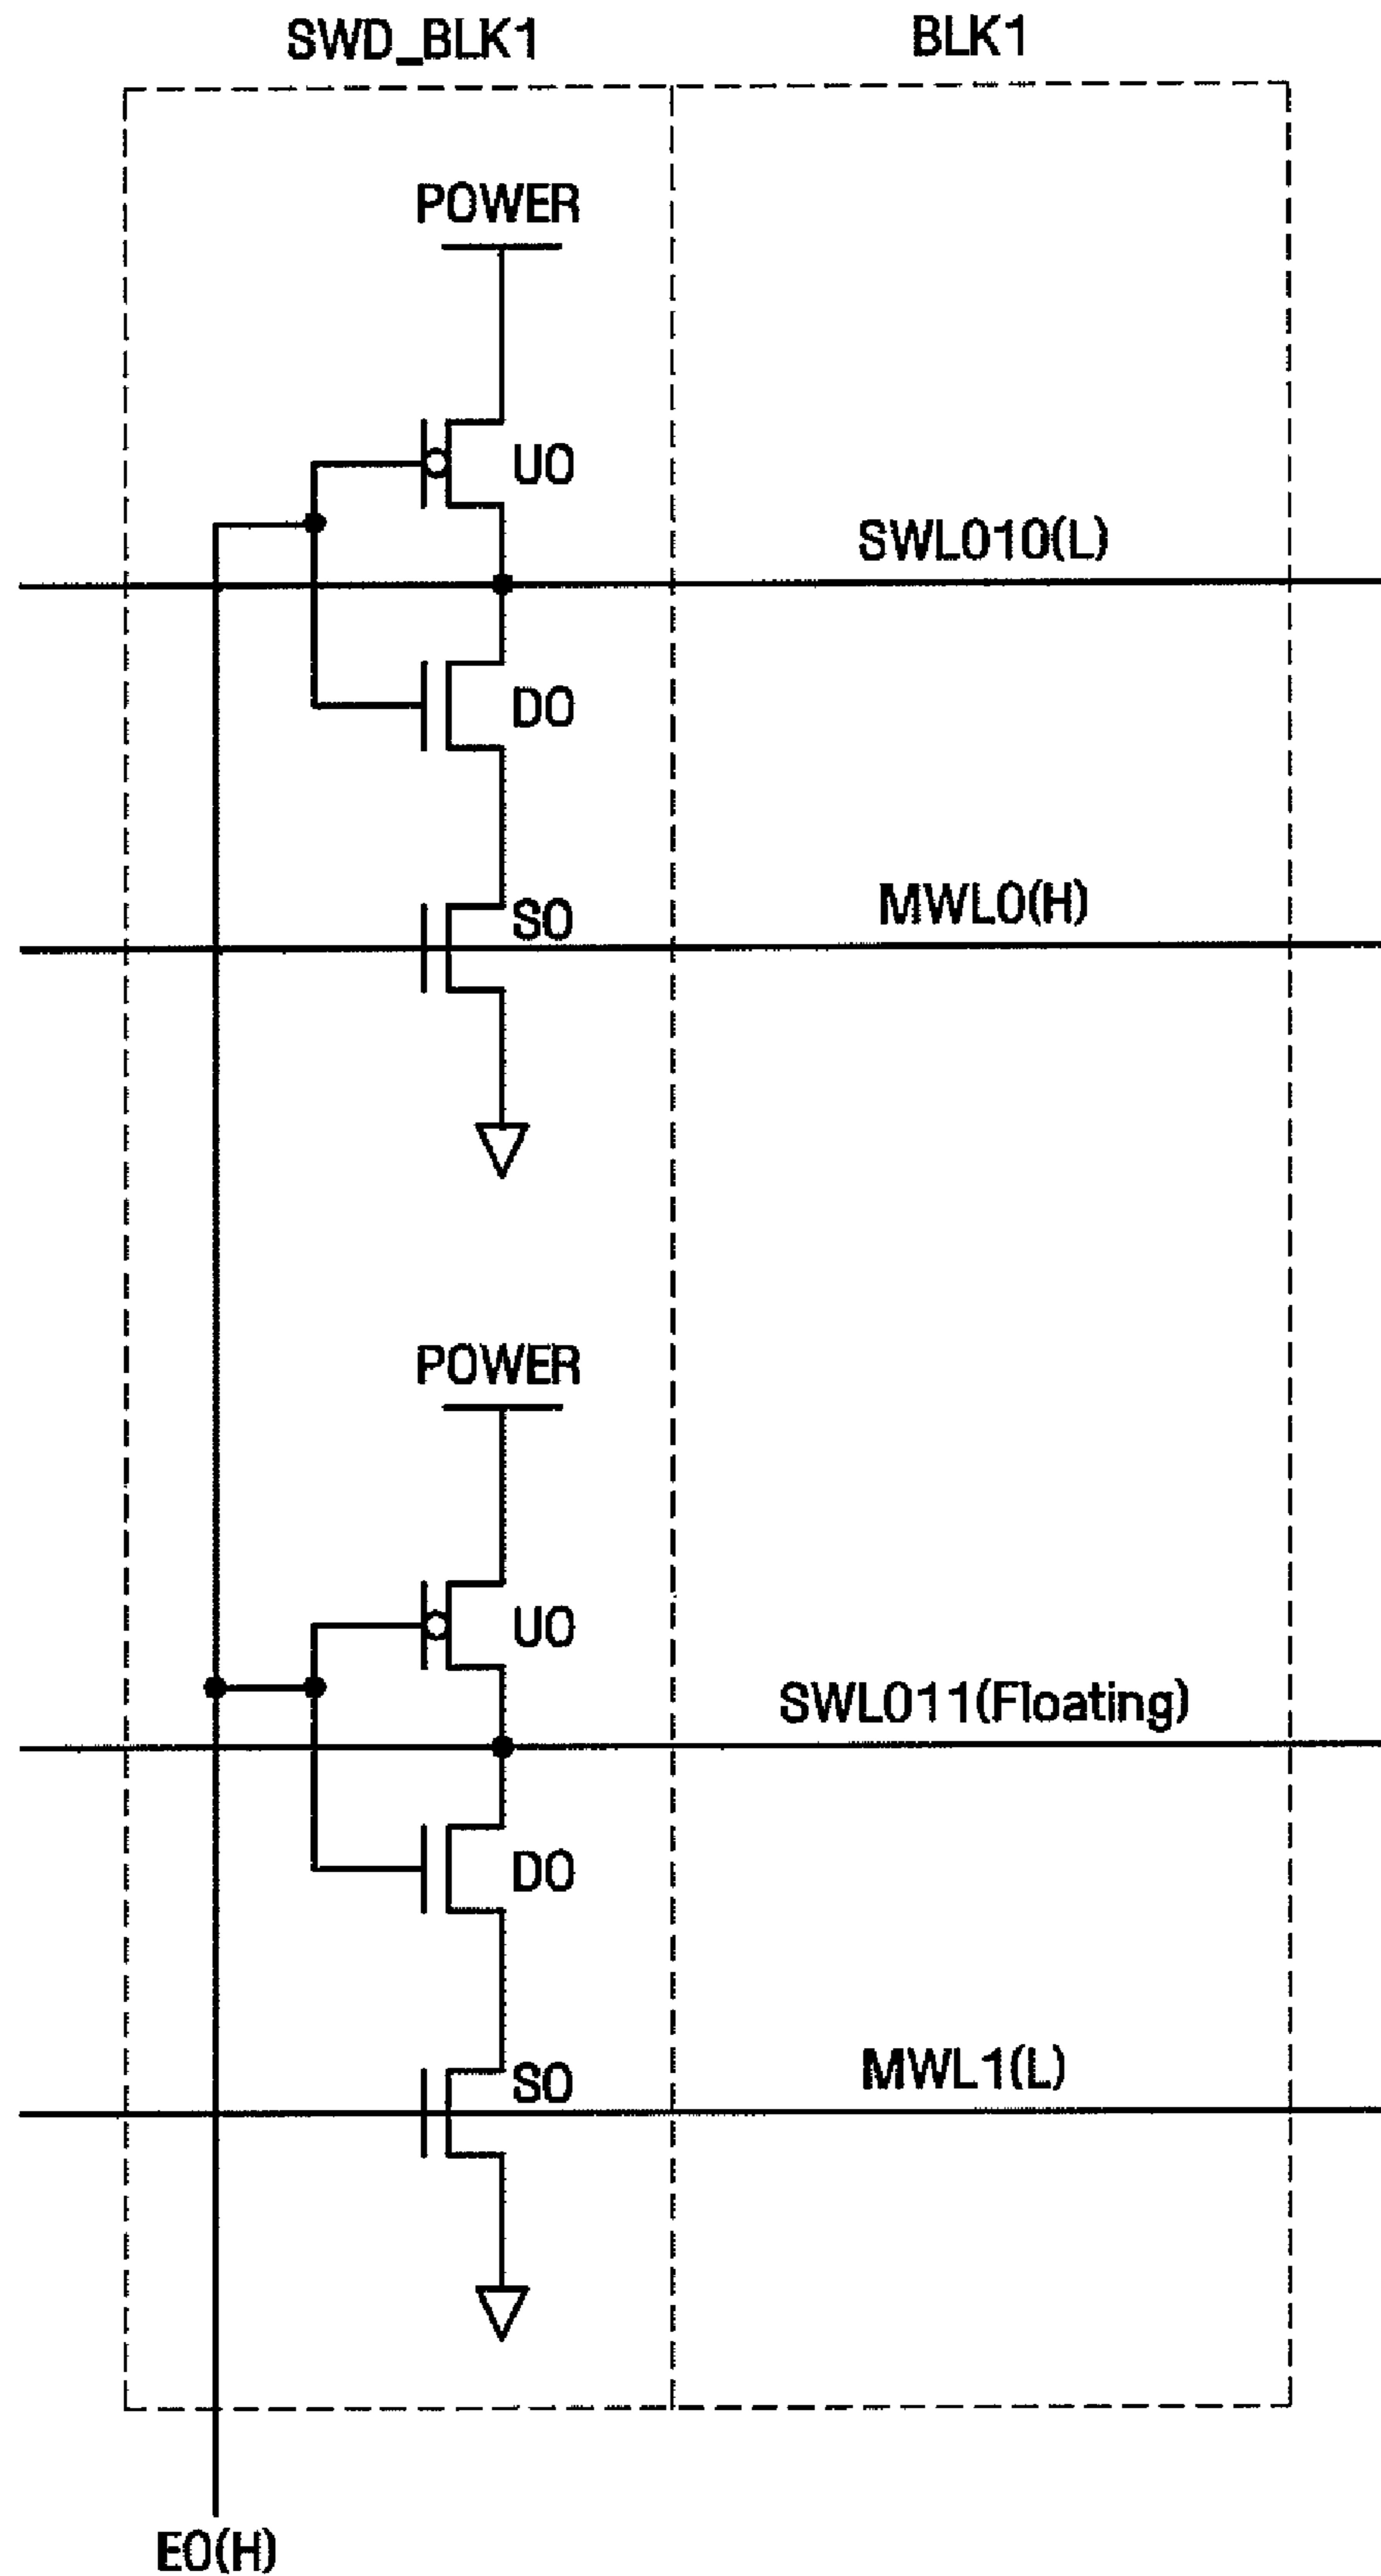 SWD_BLK1
BLK1
POWER
U0
SWL010(L)
D0
S0
MWL0(H)
POWER
U0
SWL011(Floating)
D0
S0
MWL1(L)
E0(H)